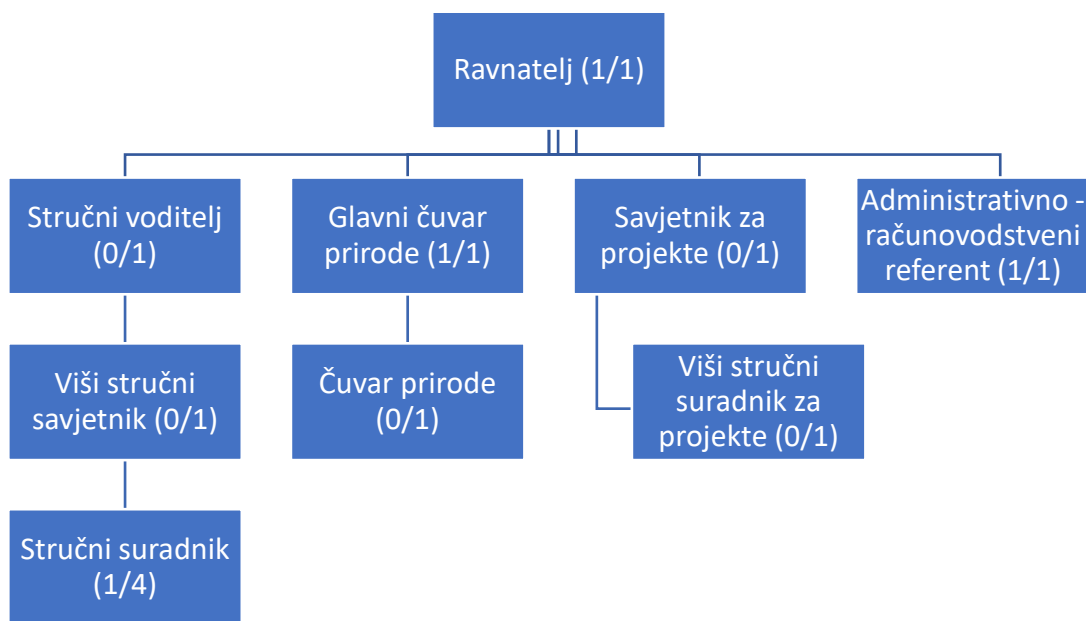 Ravnatelj (1/1)
Stručni voditelj
(0/1)
Glavni čuvar
prirode (1/1)
Savjetnik za
projekte (0/1)
Administrativno -
računovodstveni
referent (1/1)
Viši stručni
savjetnik (0/1)
Čuvar prirode
(0/1)
Viši stručni
suradnik za
projekte (0/1)
Stručni suradnik
(1/4)